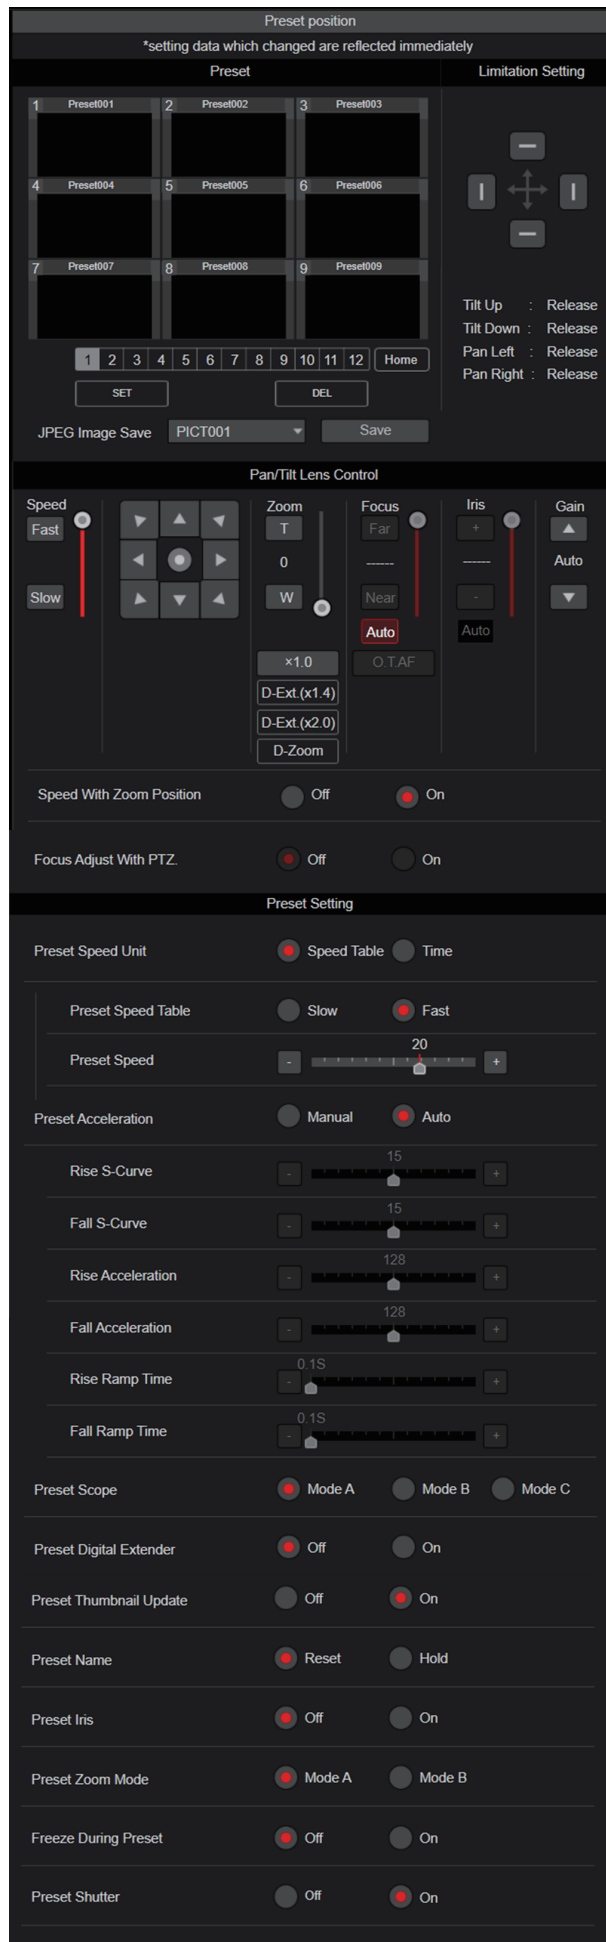 Preset position
*setting data which changed are reflected immediately
Preset
Limitation Setting
1 Preset001
2 Preset002
3 Preset003
4 Preset004
5 Preset005
6 Preset006
7 Preset007
8 Preset008
9 Preset009
1 2 3 4 5 6 7 8 9 10 11 12 Home
SET DEL
JPEG Image Save PICT001 Save
Tilt Up : Release
Tilt Down : Release
Pan Left : Release
Pan Right : Release
Pan/Tilt Lens Control
Speed
Fast
Slow
Zoom
T
0
W
×1.0
D-Ext.(x1.4)
D-Ext.(x2.0)
D-Zoom
Focus
Far
------
Near
Auto
O.T.AF
Iris
+
------
-
Auto
Gain
Auto
Speed With Zoom Position Off On
Focus Adjust With PTZ. Off On
Preset Setting
Preset Speed Unit Speed Table Time
Preset Speed Table Slow Fast
20
Preset Speed - +
Preset Acceleration Manual Auto
15
Rise S-Curve - +
15
Fall S-Curve - +
128
Rise Acceleration - +
128
Fall Acceleration - +
0.1S
Rise Ramp Time - +
0.1S
Fall Ramp Time - +
Preset Scope Mode A Mode B Mode C
Preset Digital Extender Off On
Preset Thumbnail Update Off On
Preset Name Reset Hold
Preset Iris Off On
Preset Zoom Mode Mode A Mode B
Freeze During Preset Off On
Preset Shutter Off On